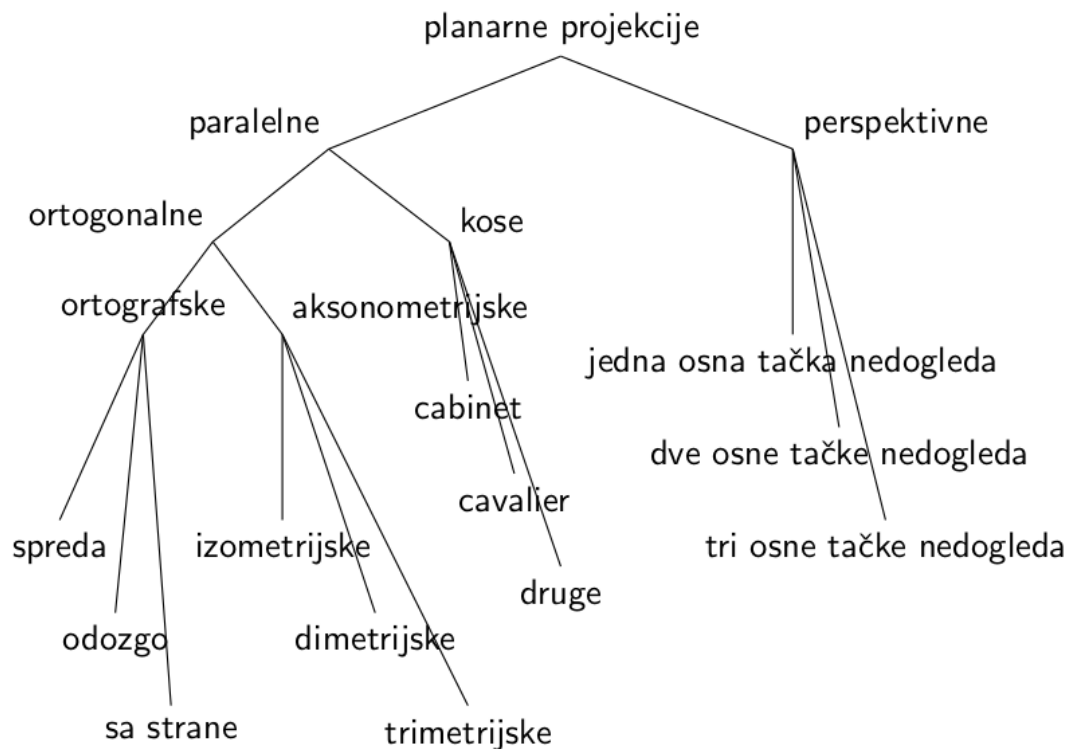 planarne projekcije
paralelne
perspektivne
ortogonalne
kose
ortografske
aksonometrijske
jedna osna tačka nedogleda
cabinet
dve osne tačke nedogleda
cavalier
spreda
izometrijske
tri osne tačke nedogleda
druge
odozgo
dimetrijske
sa strane
trimetrijske